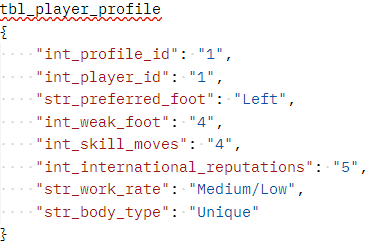 tbl_player_profile
{
    "int_profile_id": "1",
    "int_player_id": "1",
    "str_preferred_foot": "Left",
    "int_weak_foot": "4",
    "int_skill_moves": "4",
    "int_international_reputations": "5",
    "str_work_rate": "Medium/Low",
    "str_body_type": "Unique"
}